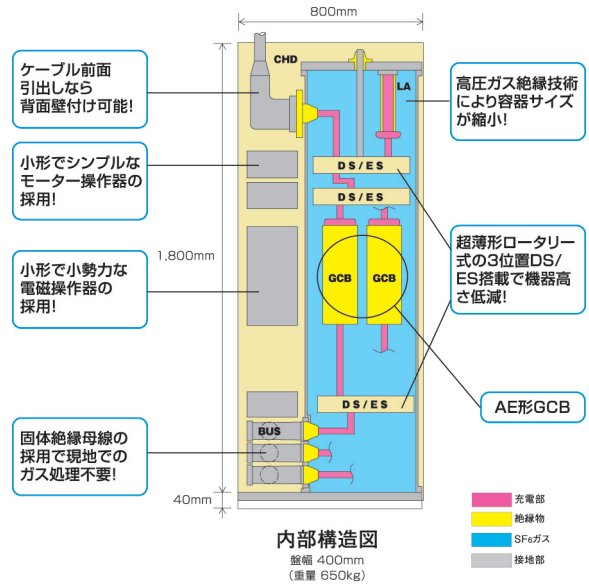 800mm
CHD
LA
ケーブル前面
引出しなら
背面壁付け可能!
高圧ガス絶縁技術
により容器サイズ
が縮小!
小形でシンプルな
モーター操作器の
採用!
DS/ES
DS/ES
1,800mm
小形で小勢力な
電磁操作器の
採用!
超薄形ロータリー
式の3位置DS/
ES搭載で機器高
さ低減!
GCB
GCB
DS/ES
AE形GCB
BUS
固体絶縁母線の
採用で現地での
ガス処理不要!
40mm
内部構造図
盤幅 400mm
(重量 650kg)
充電部
絶縁物
SF₆ガス
接地部